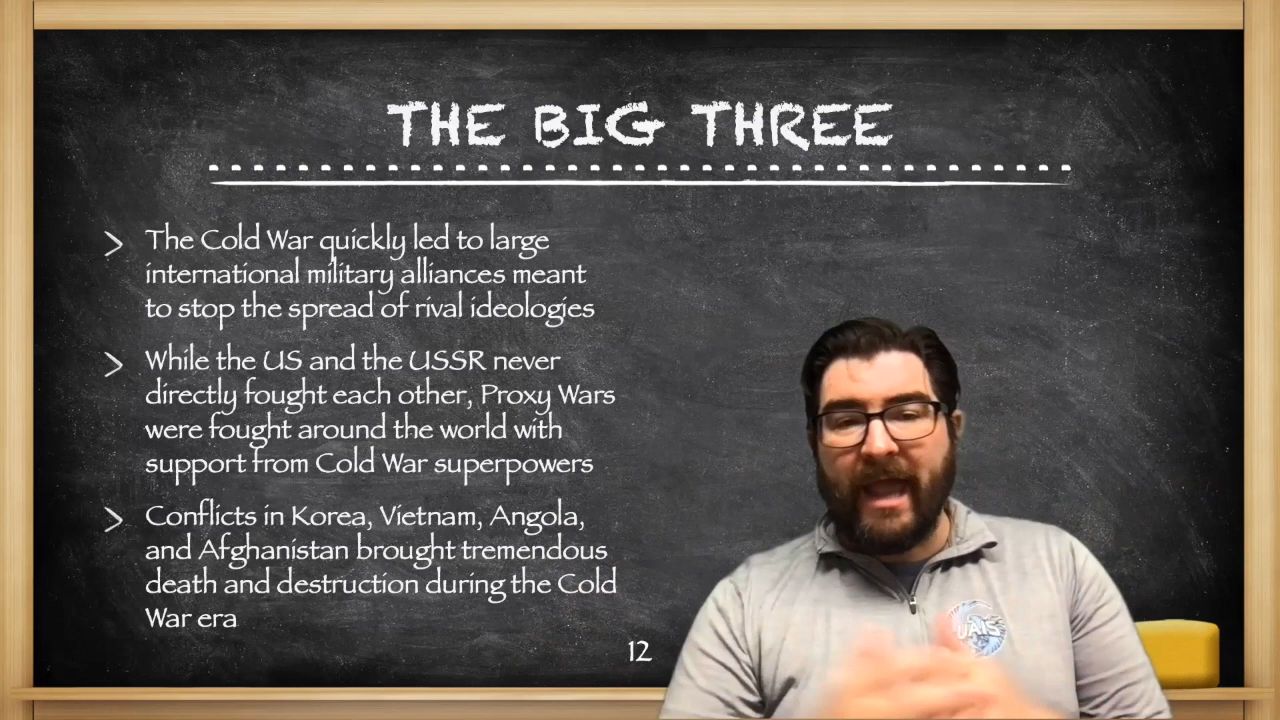 THE BIG THREE
The Cold War quickly led to large
international military alliances meant
to stop the spread of rival ideologies
While the US and the USSR never
directly fought each other, Proxy Wars
were fought around the world with
support from Cold War superpowers
Conflicts in Korea, Vietnam, Angola,
and Afghanistan brought tremendous
death and destruction during the Cold
War era
12
UAIS